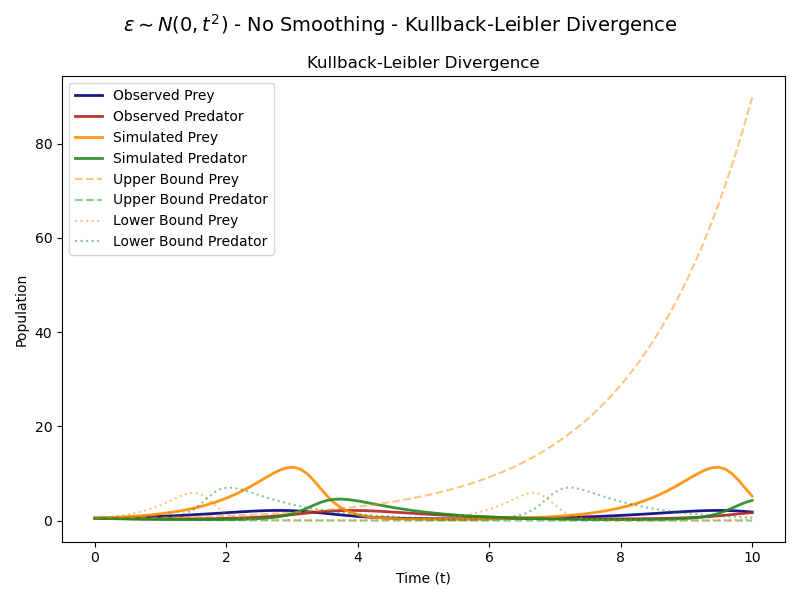 ε ~ N(0, t²) - No Smoothing - Kullback-Leibler Divergence
Kullback-Leibler Divergence
Observed Prey
Observed Predator
Simulated Prey
Simulated Predator
Upper Bound Prey
Upper Bound Predator
Lower Bound Prey
Lower Bound Predator
Population
80
60
40
20
0
0 2 4 6 8 10
Time (t)